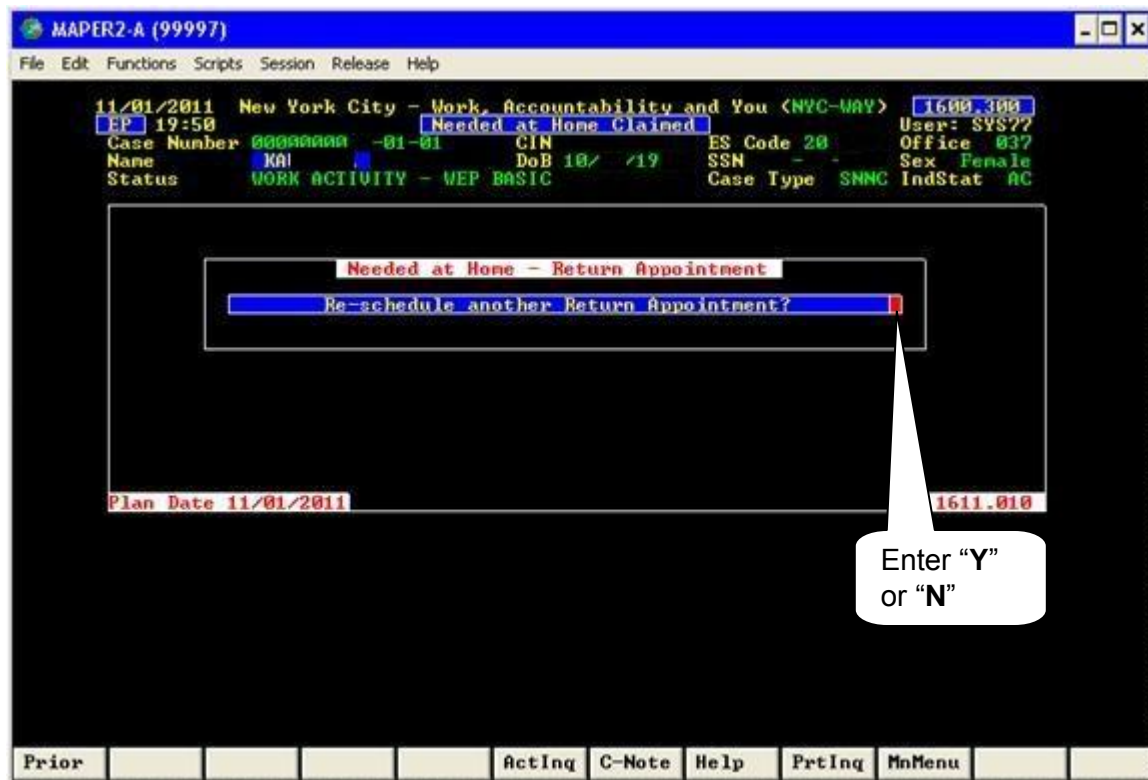 MAPER2-A (99997)
File Edit Functions Scripts Session Release Help
11/01/2011 New York City - Work, Accountability and You <NYC-WAY> 1600.300
EP 19:50 Needed at Home Claimed User: SYS77
Case Number 00000000 -01-01 CIN ES Code 20 Office 037
Name KA DoB 10/ /19 SSN - - Sex Female
Status WORK ACTIVITY - WEP BASIC Case Type SNNC IndStat AC
Needed at Home - Return Appointment
Re-schedule another Return Appointment?
Plan Date 11/01/2011 1611.010
Enter “Y”
or “N”
Prior ActInq C-Note Help PrtInq MnMenu